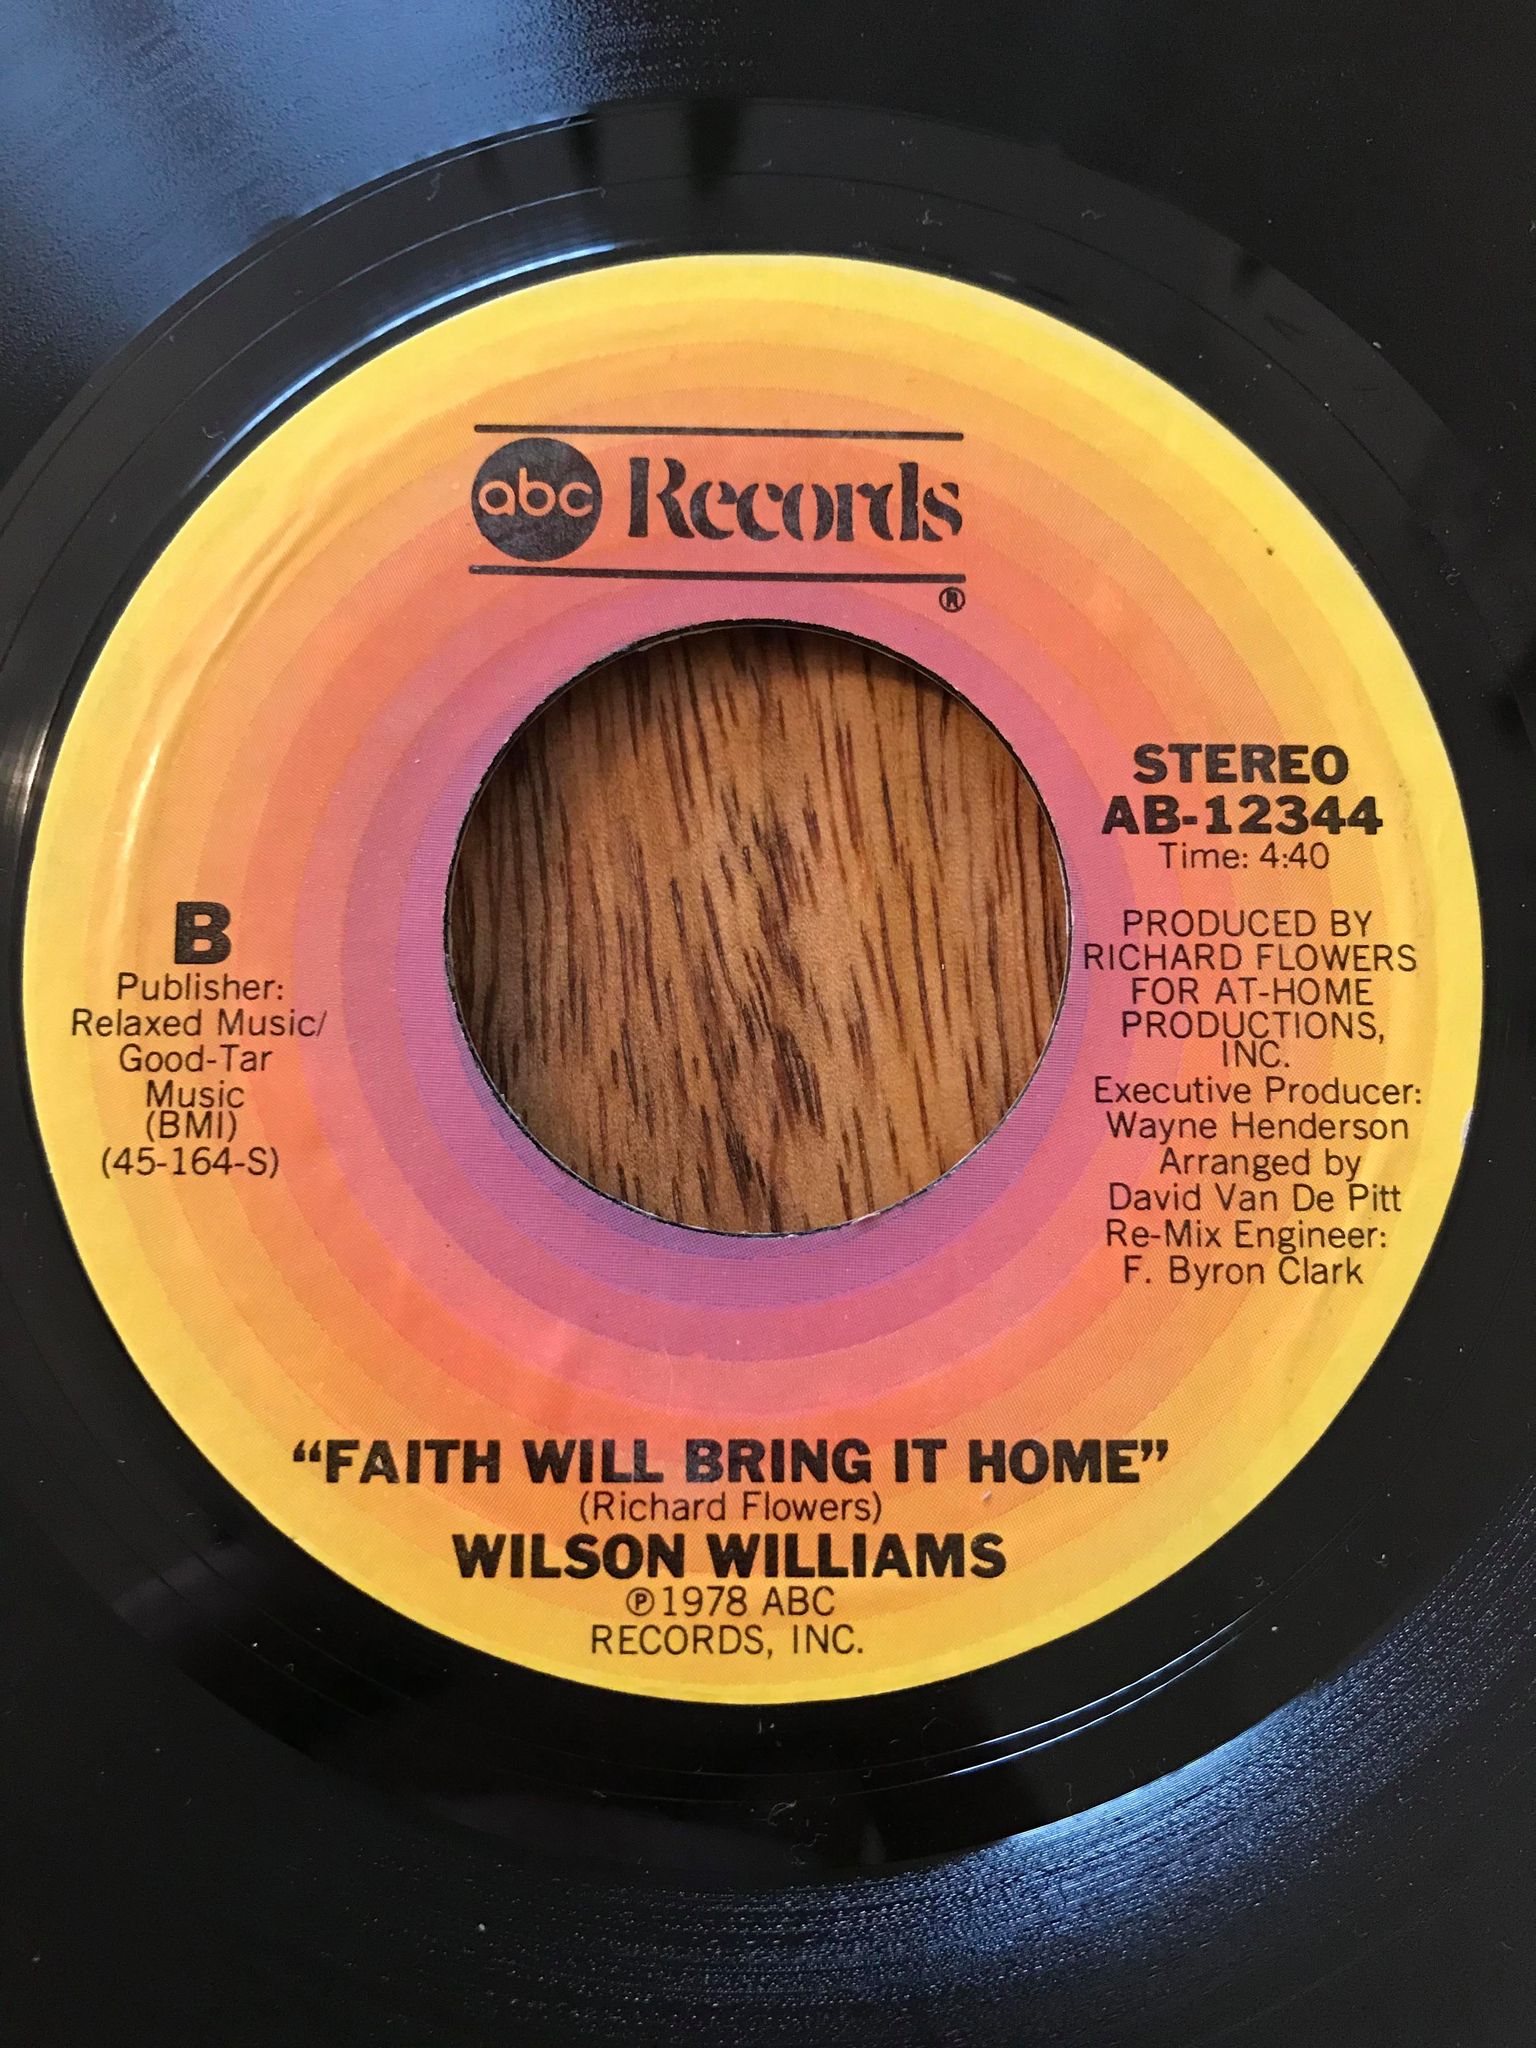 abc Records
®
STEREO
AB-12344
Time: 4:40
PRODUCED BY
RICHARD FLOWERS
FOR AT-HOME
PRODUCTIONS,
INC.
Executive Producer:
Wayne Henderson
Arranged by
David Van De Pitt
Re-Mix Engineer:
F. Byron Clark
B
Publisher:
Relaxed Music/
Good-Tar
Music
(BMI)
(45-164-S)
“FAITH WILL BRING IT HOME”
(Richard Flowers)
WILSON WILLIAMS
℗1978 ABC
RECORDS, INC.